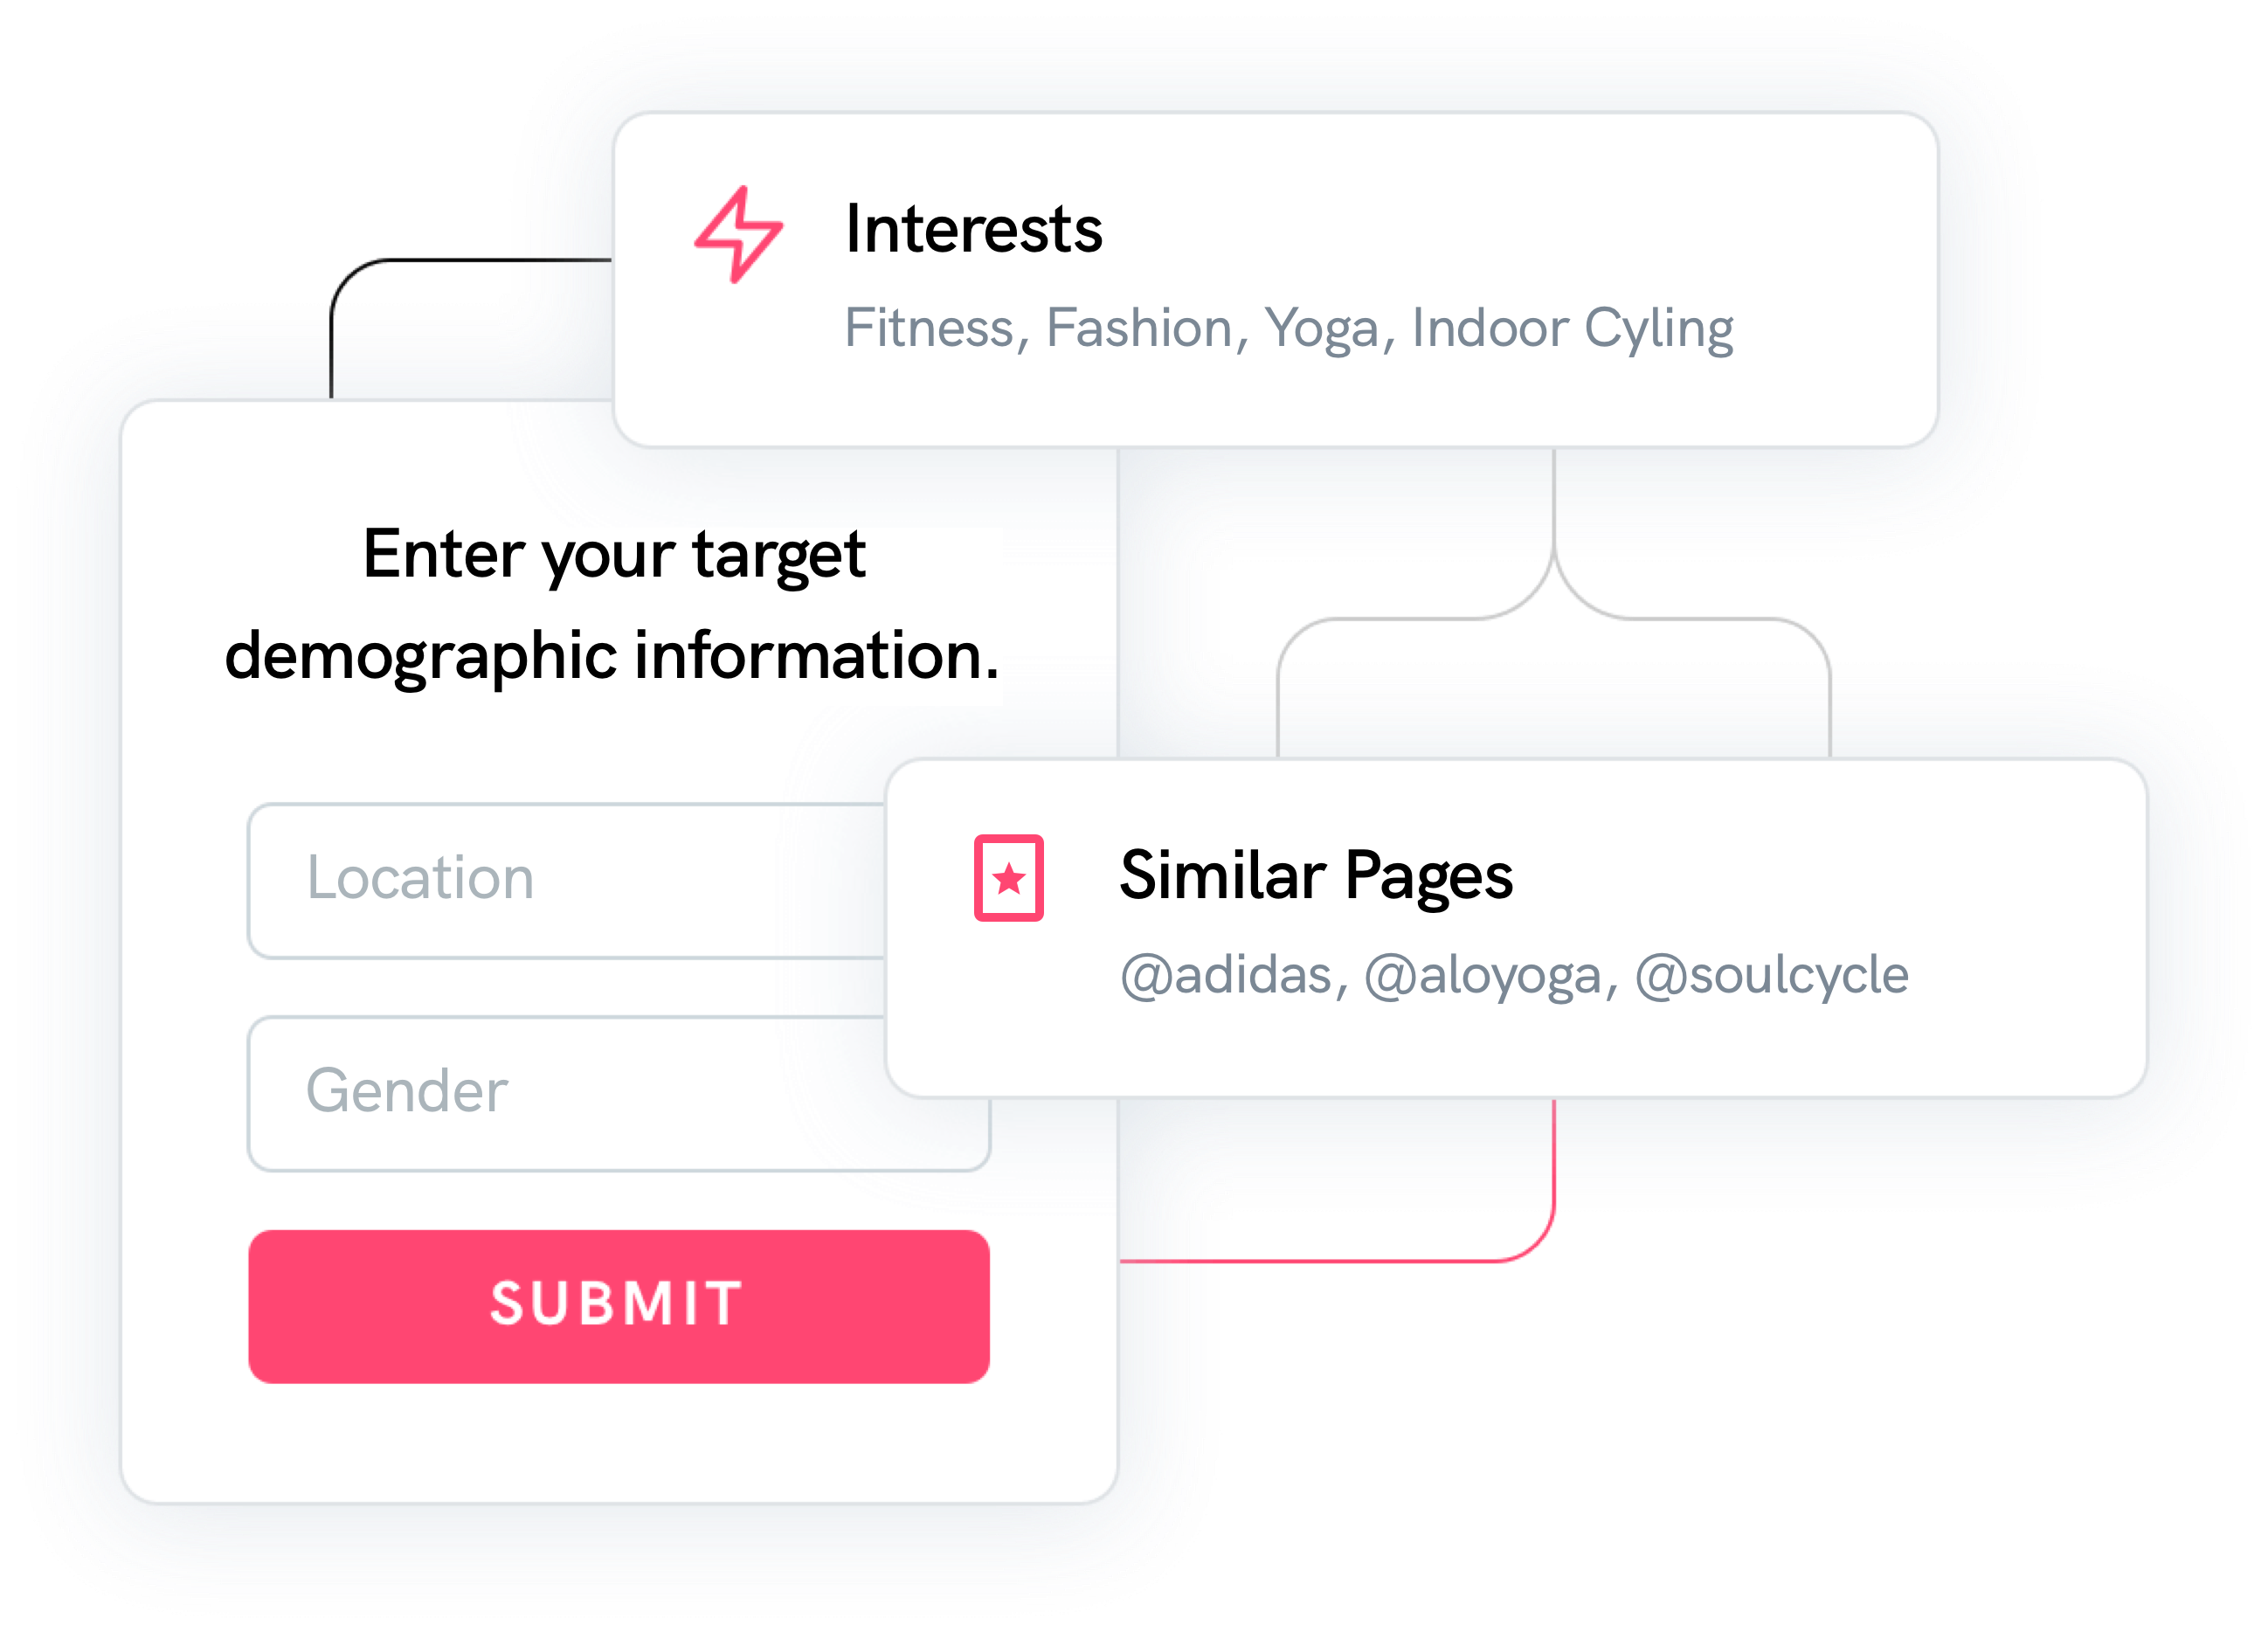 Interests
Fitness, Fashion, Yoga, Indoor Cyling
Enter your target
demographic information.
Location
Gender
SUBMIT
Similar Pages
@adidas, @aloyoga, @soulcycle